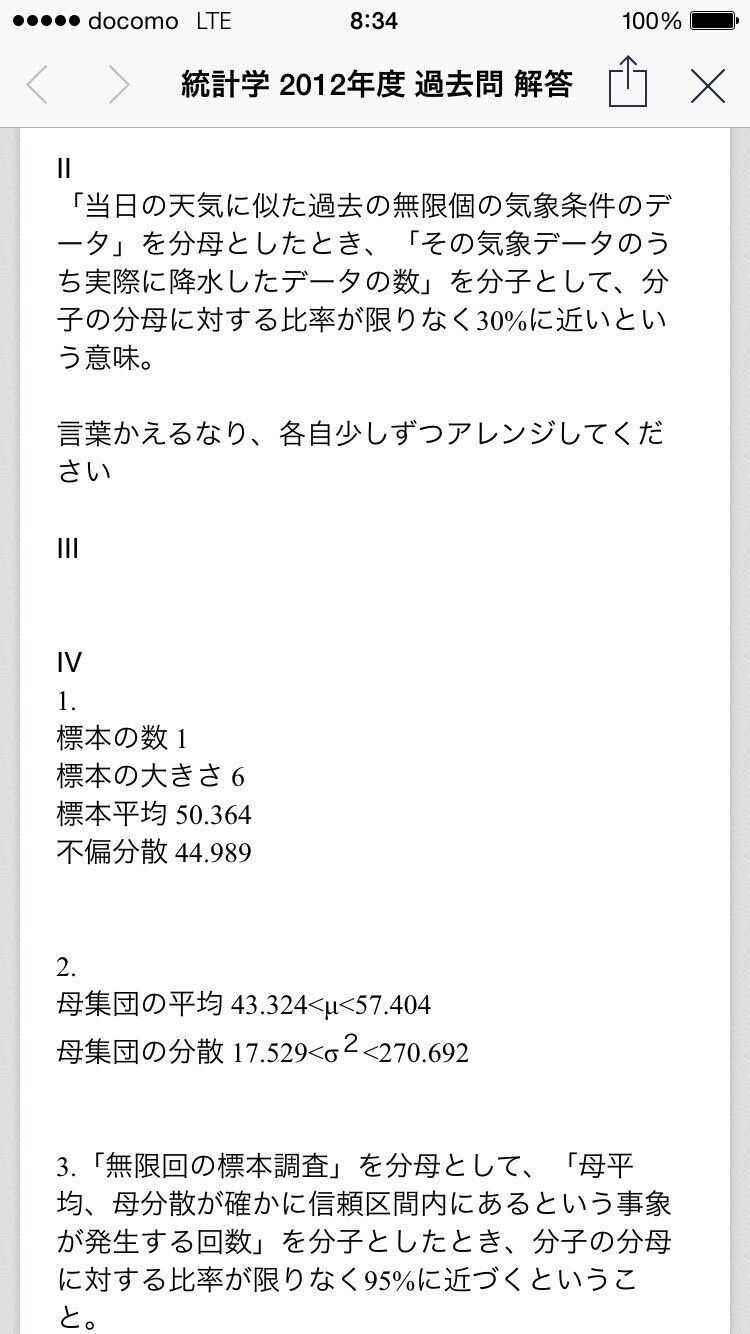 docomo LTE 8:34 100%
統計学 2012年度 過去問 解答
II
「当日の天気に似た過去の無限個の気象条件のデ
ータ」を分母としたとき、「その気象データのう
ち実際に降水したデータの数」を分子として、分
子の分母に対する比率が限りなく30%に近いとい
う意味。
言葉かえるなり、各自少しずつアレンジしてくだ
さい
III
IV
1.
標本の数 1
標本の大きさ 6
標本平均 50.364
不偏分散 44.989
2.
母集団の平均 43.324<μ<57.404
母集団の分散 17.529<σ²<270.692
3.「無限回の標本調査」を分母として、「母平
均、母分散が確かに信頼区間内にあるという事象
が発生する回数」を分子としたとき、分子の分母
に対する比率が限りなく95%に近づくというこ
と。